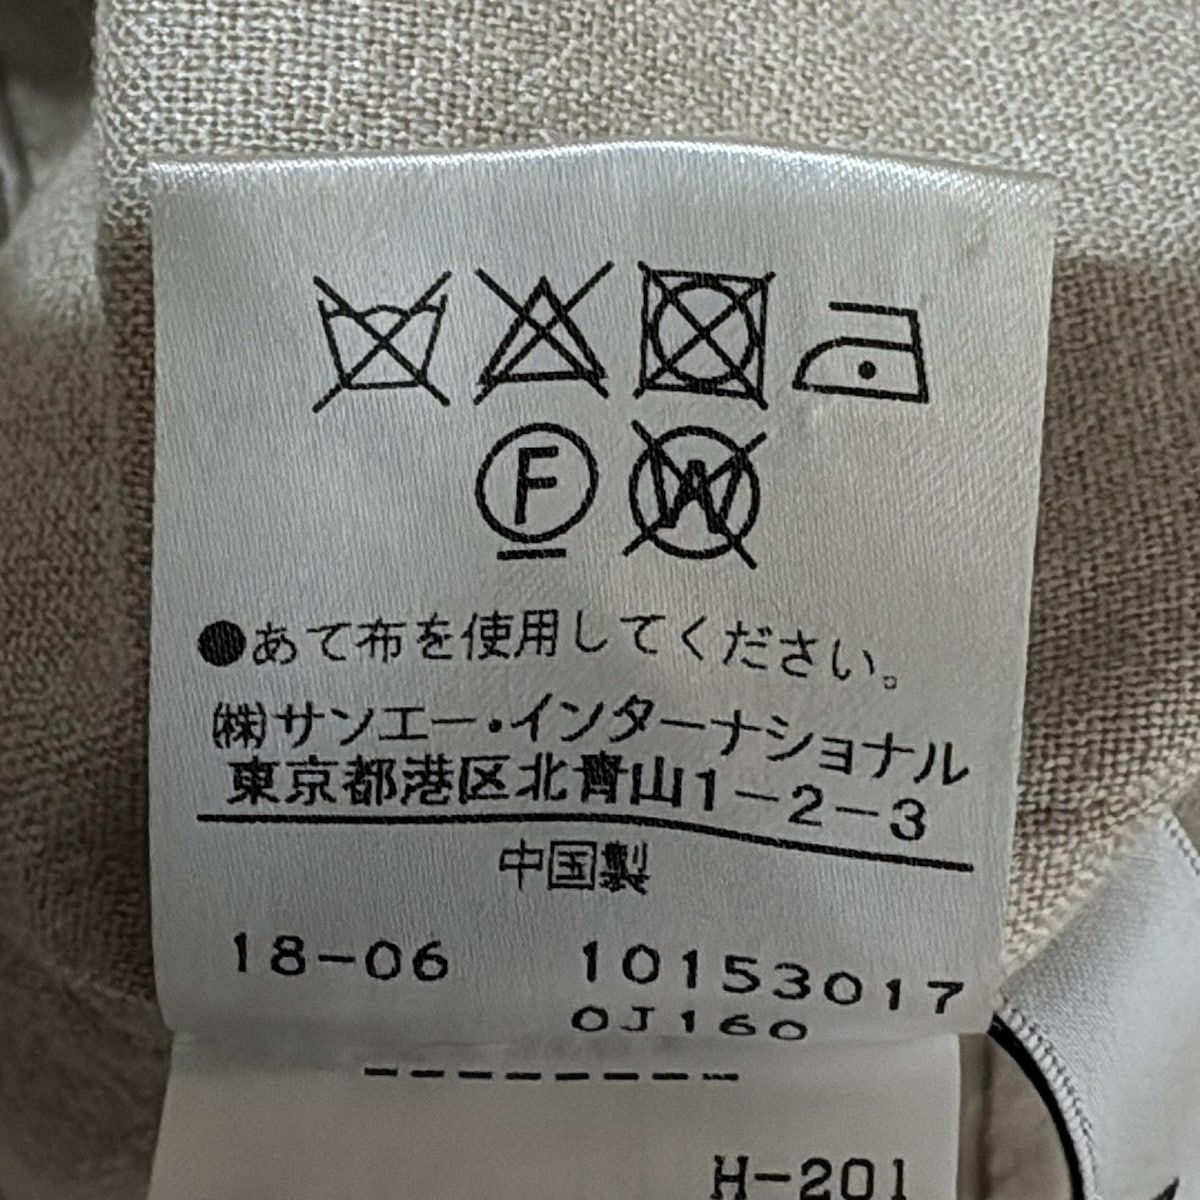 F W
●あて布を使用してください。
㈱サンエー・インターナショナル
東京都港区北青山1-2-3
中国製
18-06 10153017
0J160
--------
H-201